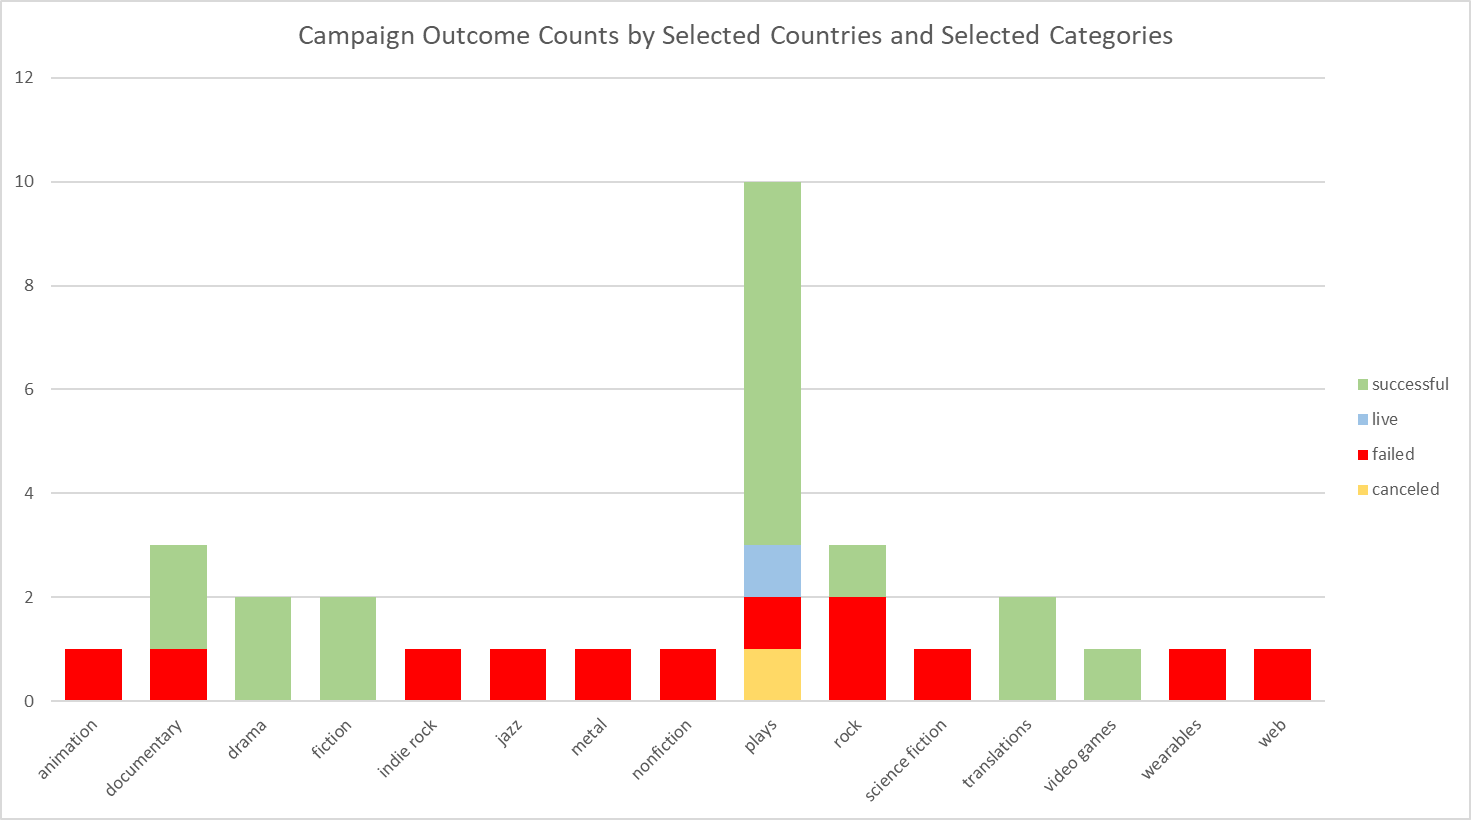 Campaign Outcome Counts by Selected Countries and Selected Categories
12
10
8
6
4
2
0
animation
documentary
drama
fiction
indie rock
jazz
metal
nonfiction
plays
rock
science fiction
translations
video games
wearables
web
successful
live
failed
canceled